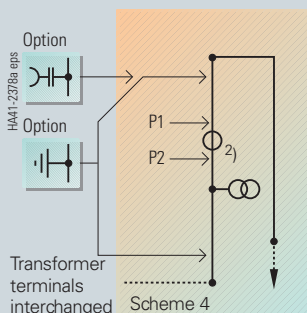 Option
HA41-2378a eps
Option
P1
2)
P2
Transformer
terminals
interchanged
Scheme 4